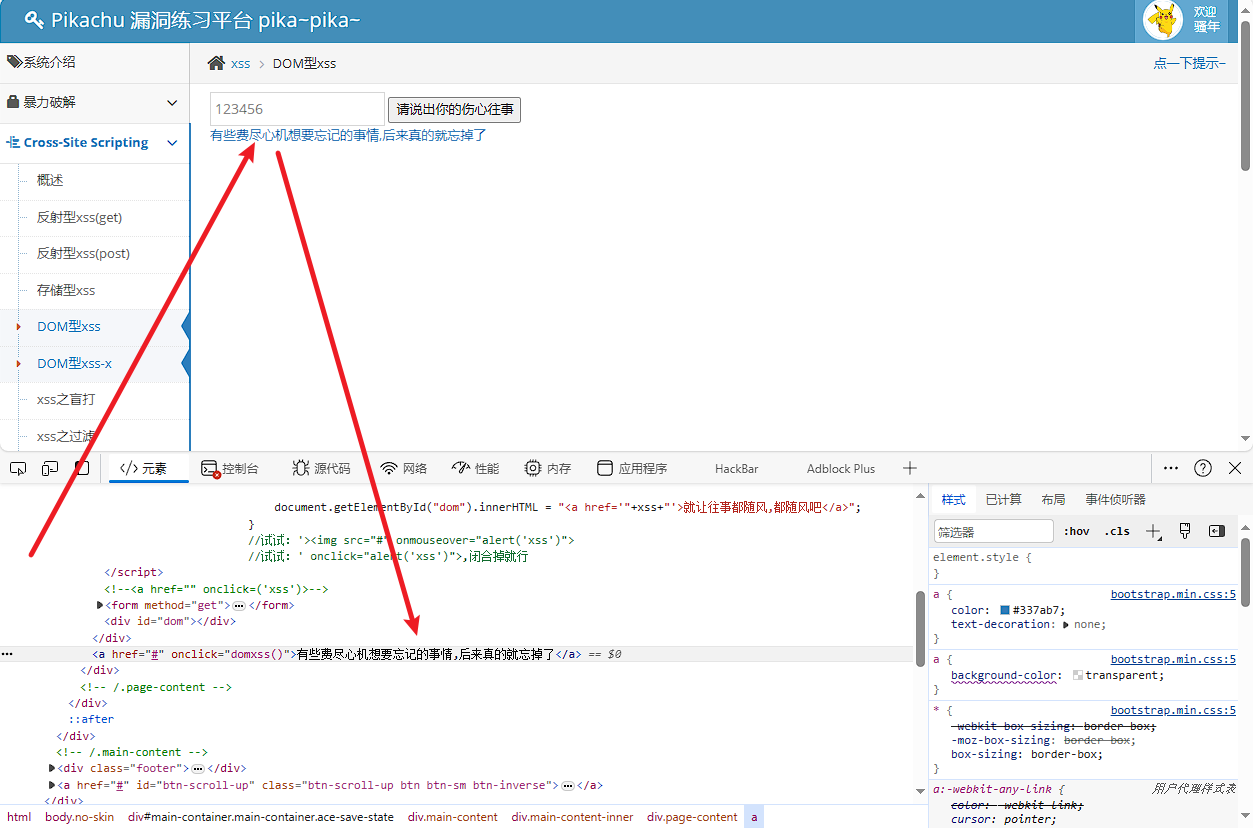 Pikachu 漏洞练习平台 pika~pika~
欢迎
骚年
系统介绍
xss > DOM型xss
点一下提示~
暴力破解
123456
请说出你的伤心往事
有些费尽心机想要忘记的事情,后来真的就忘掉了
Cross-Site Scripting
概述
反射型xss(get)
反射型xss(post)
存储型xss
DOM型xss
DOM型xss-x
xss之盲打
xss之过滤
</> 元素
控制台
源代码
网络
性能
内存
应用程序
HackBar
Adblock Plus
document.getElementById("dom").innerHTML = "<a href='"+xss+"'>就让往事都随风,都随风吧</a>";
}
//试试：'><img src="#" onmouseover="alert('xss')">
//试试：' onclick="alert('xss')">,闭合掉就行
</script>
<!--<a href="" onclick=('xss')>-->
▶<form method="get">…</form>
<div id="dom"></div>
</div>
<a href="#" onclick="domxss()">有些费尽心机想要忘记的事情,后来真的就忘掉了</a> == $0
</div>
<!-- /.page-content -->
</div>
::after
</div>
<!-- /.main-content -->
▶<div class="footer">…</div>
▶<a href="#" id="btn-scroll-up" class="btn-scroll-up btn btn-sm btn-inverse">…</a>
</div>
html body.no-skin div#main-container.main-container.ace-save-state div.main-content div.main-content-inner div.page-content a
样式 已计算 布局 事件侦听器
筛选器 :hov .cls
element.style {
}
a { bootstrap.min.css:5
color: #337ab7;
text-decoration: ▶ none;
}
a { bootstrap.min.css:5
background-color: transparent;
}
* { bootstrap.min.css:5
-webkit-box-sizing: border-box;
-moz-box-sizing: border-box;
box-sizing: border-box;
}
a:-webkit-any-link { 用户代理样式表
color: -webkit-link;
cursor: pointer;